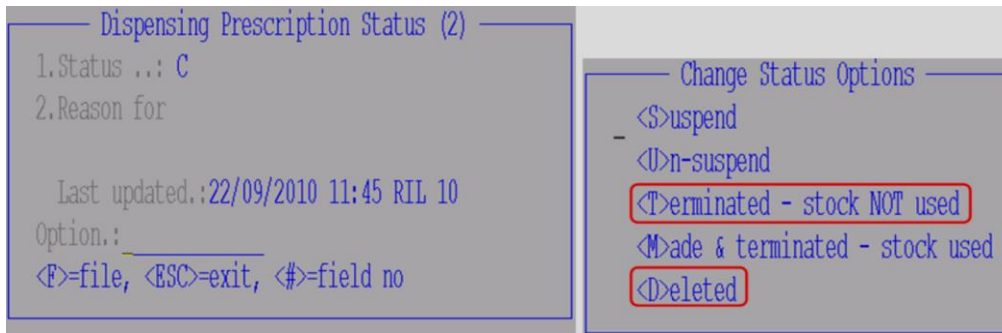 Dispensing Prescription Status (2)
1.Status ..: C
2.Reason for
Last updated.:22/09/2010 11:45 RIL 10
Option.:
<F>=file, <ESC>=exit, <#>=field no
Change Status Options
<S>uspend
<U>n-suspend
<T>erminated - stock NOT used
<M>ade & terminated - stock used
<D>eleted